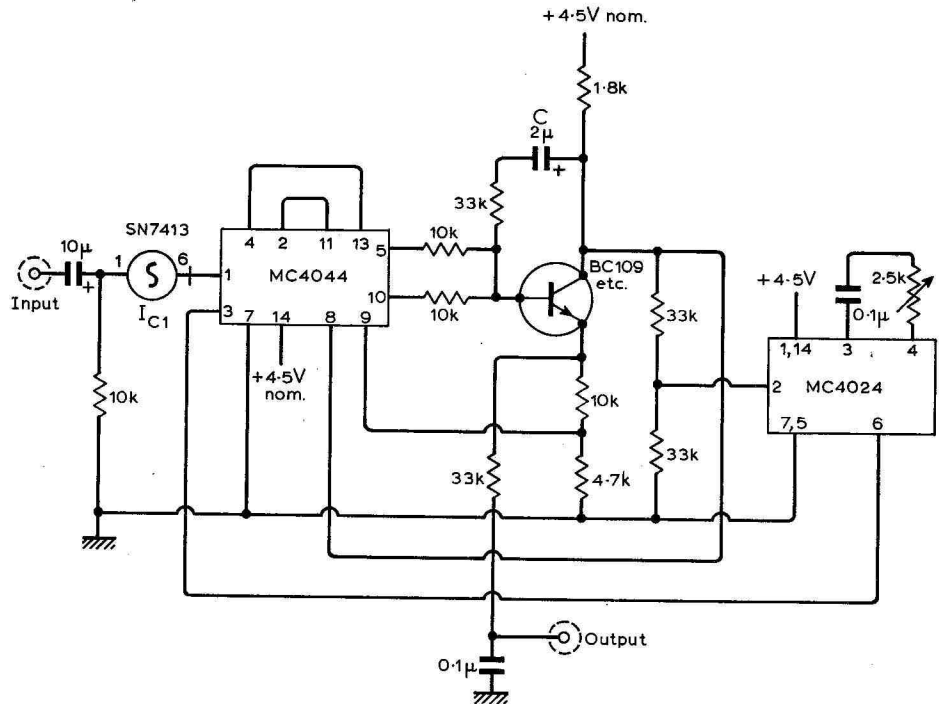 +4·5V nom.
1·8k
C
2μ
+
33k
SN7413
4 2 11 13
5
10k
10μ
+
1
6
1
MC4044
10
10k
BC109
etc.
Input
IC1
3
7 14 8 9
+4·5V
nom.
10k
33k
+4·5V
0·1μ
2·5k
1,14 3 4
2
MC4024
7,5 6
10k
33k
4·7k
33k
Output
0·1μ